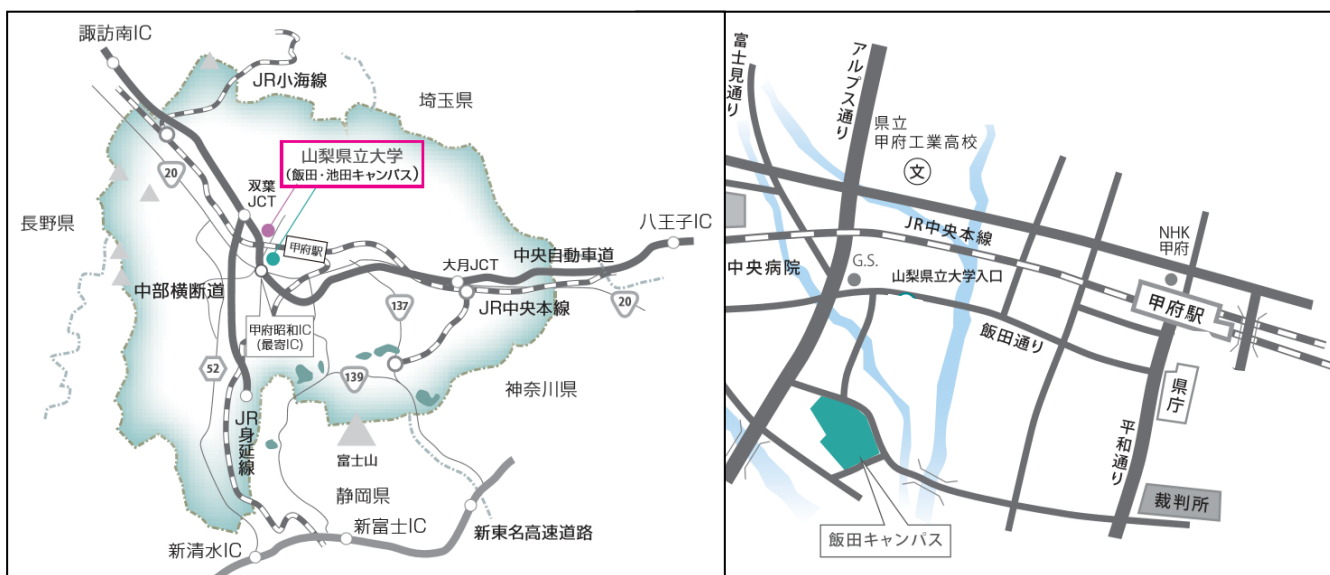 諏訪南IC
JR小海線
埼玉県
山梨県立大学
(飯田・池田キャンパス)
20
双葉
JCT
長野県
甲府駅
八王子IC
中央自動車道
大月JCT
中部横断道
137
JR中央本線
20
甲府昭和IC
(最寄IC)
52
139
神奈川県
JR身延線
富士山
静岡県
新富士IC
新東名高速道路
新清水IC
富士見通り
アルプス通り
県立
甲府工業高校
文
JR中央本線
NHK
甲府
中央病院
G.S.
山梨県立大学入口
甲府駅
飯田通り
県庁
平和通り
裁判所
飯田キャンパス